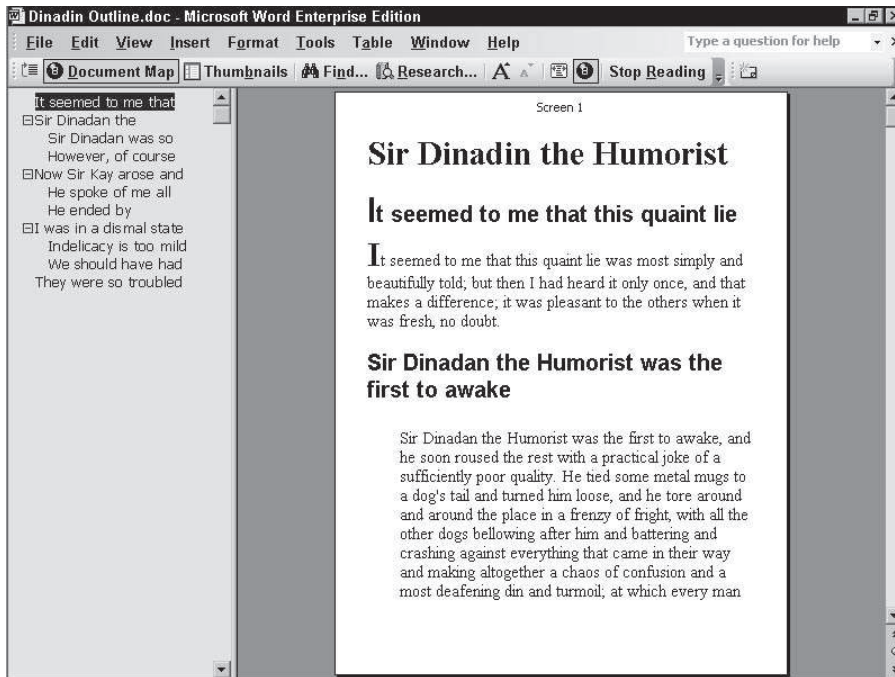 Dinadin Outline.doc - Microsoft Word Enterprise Edition
File Edit View Insert Format Tools Table Window Help Type a question for help
Document Map Thumbnails Find... Research... A A Stop Reading
It seemed to me that
Sir Dinadan the
Sir Dinadan was so
However, of course
Now Sir Kay arose and
He spoke of me all
He ended by
I was in a dismal state
Indelicacy is too mild
We should have had
They were so troubled
Screen 1
Sir Dinadin the Humorist
It seemed to me that this quaint lie
It seemed to me that this quaint lie was most simply and
beautifully told; but then I had heard it only once, and that
makes a difference; it was pleasant to the others when it
was fresh, no doubt.
Sir Dinadan the Humorist was the
first to awake
Sir Dinadan the Humorist was the first to awake, and
he soon roused the rest with a practical joke of a
sufficiently poor quality. He tied some metal mugs to
a dog's tail and turned him loose, and he tore around
and around the place in a frenzy of fright, with all the
other dogs bellowing after him and battering and
crashing against everything that came in their way
and making altogether a chaos of confusion and a
most deafening din and turmoil; at which every man